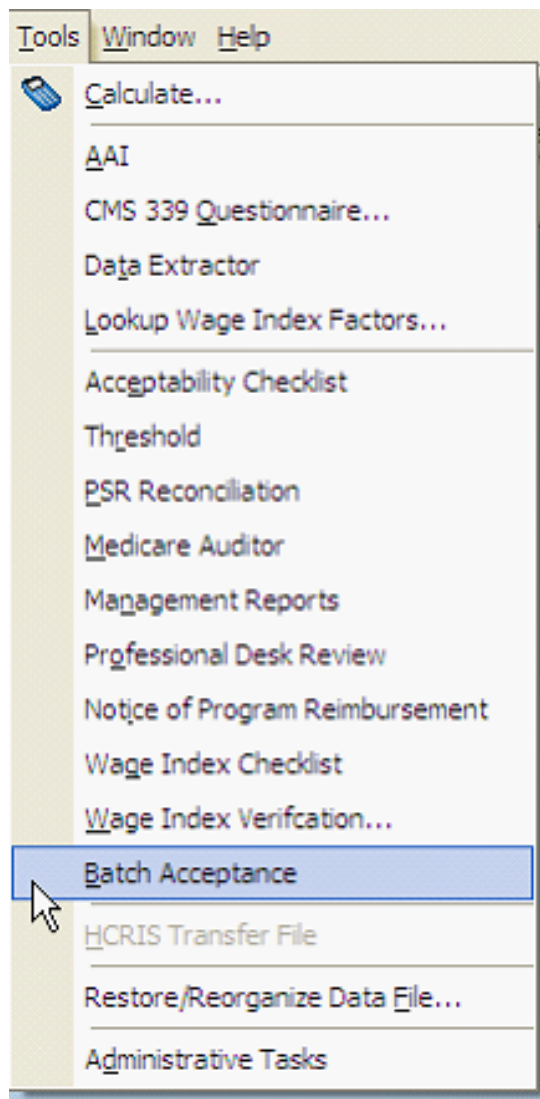 Tools Window Help
Calculate...
AAI
CMS 339 Questionnaire...
Data Extractor
Lookup Wage Index Factors...
Acceptability Checklist
Threshold
PSR Reconciliation
Medicare Auditor
Management Reports
Professional Desk Review
Notice of Program Reimbursement
Wage Index Checklist
Wage Index Verifcation...
Batch Acceptance
HCRIS Transfer File
Restore/Reorganize Data File...
Administrative Tasks